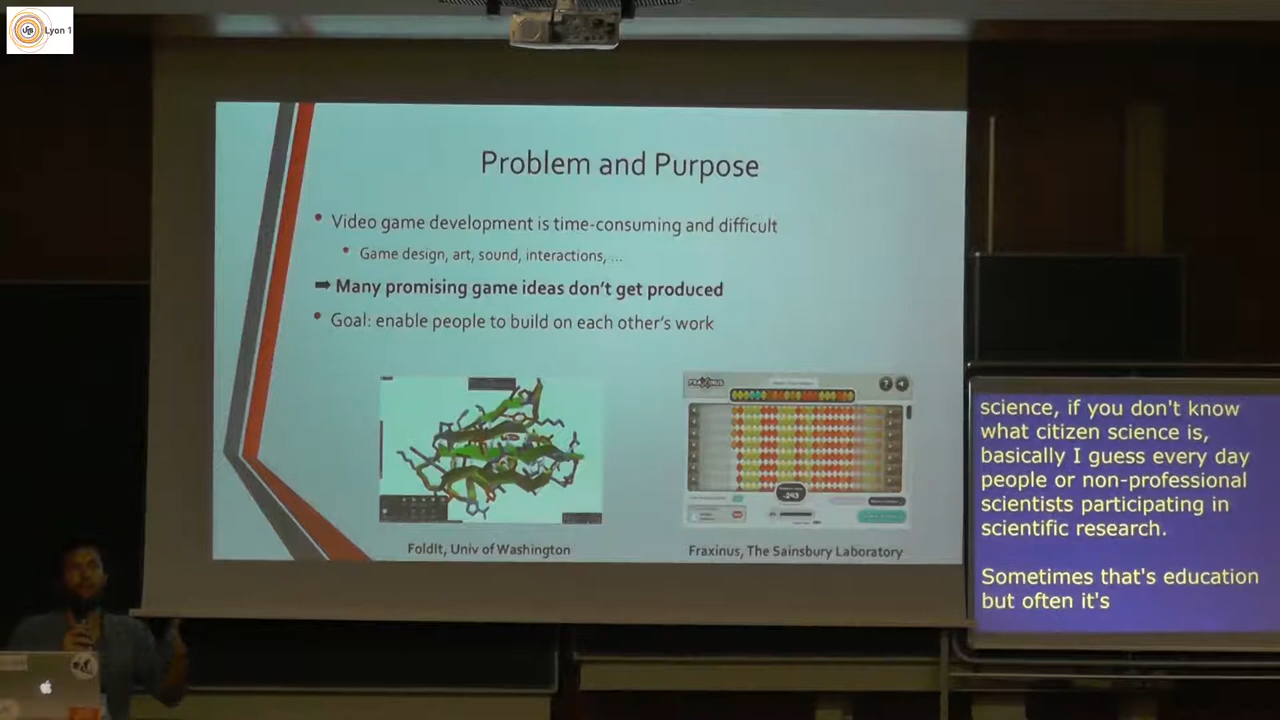 Lyon 1
Problem and Purpose
Video game development is time-consuming and difficult
Game design, art, sound, interactions, ...
➡ Many promising game ideas don't get produced
Goal: enable people to build on each other's work
FRAXINUS
?
-243
FoldIt, Univ of Washington
Fraxinus, The Sainsbury Laboratory
science, if you don't know
what citizen science is,
basically I guess every day
people or non-professional
scientists participating in
scientific research.
Sometimes that's education
but often it's